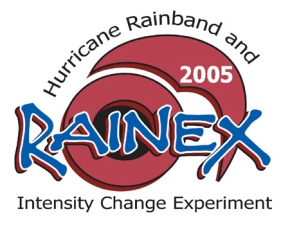 Hurricane Rainband and
2005
RAINEX
Intensity Change Experiment